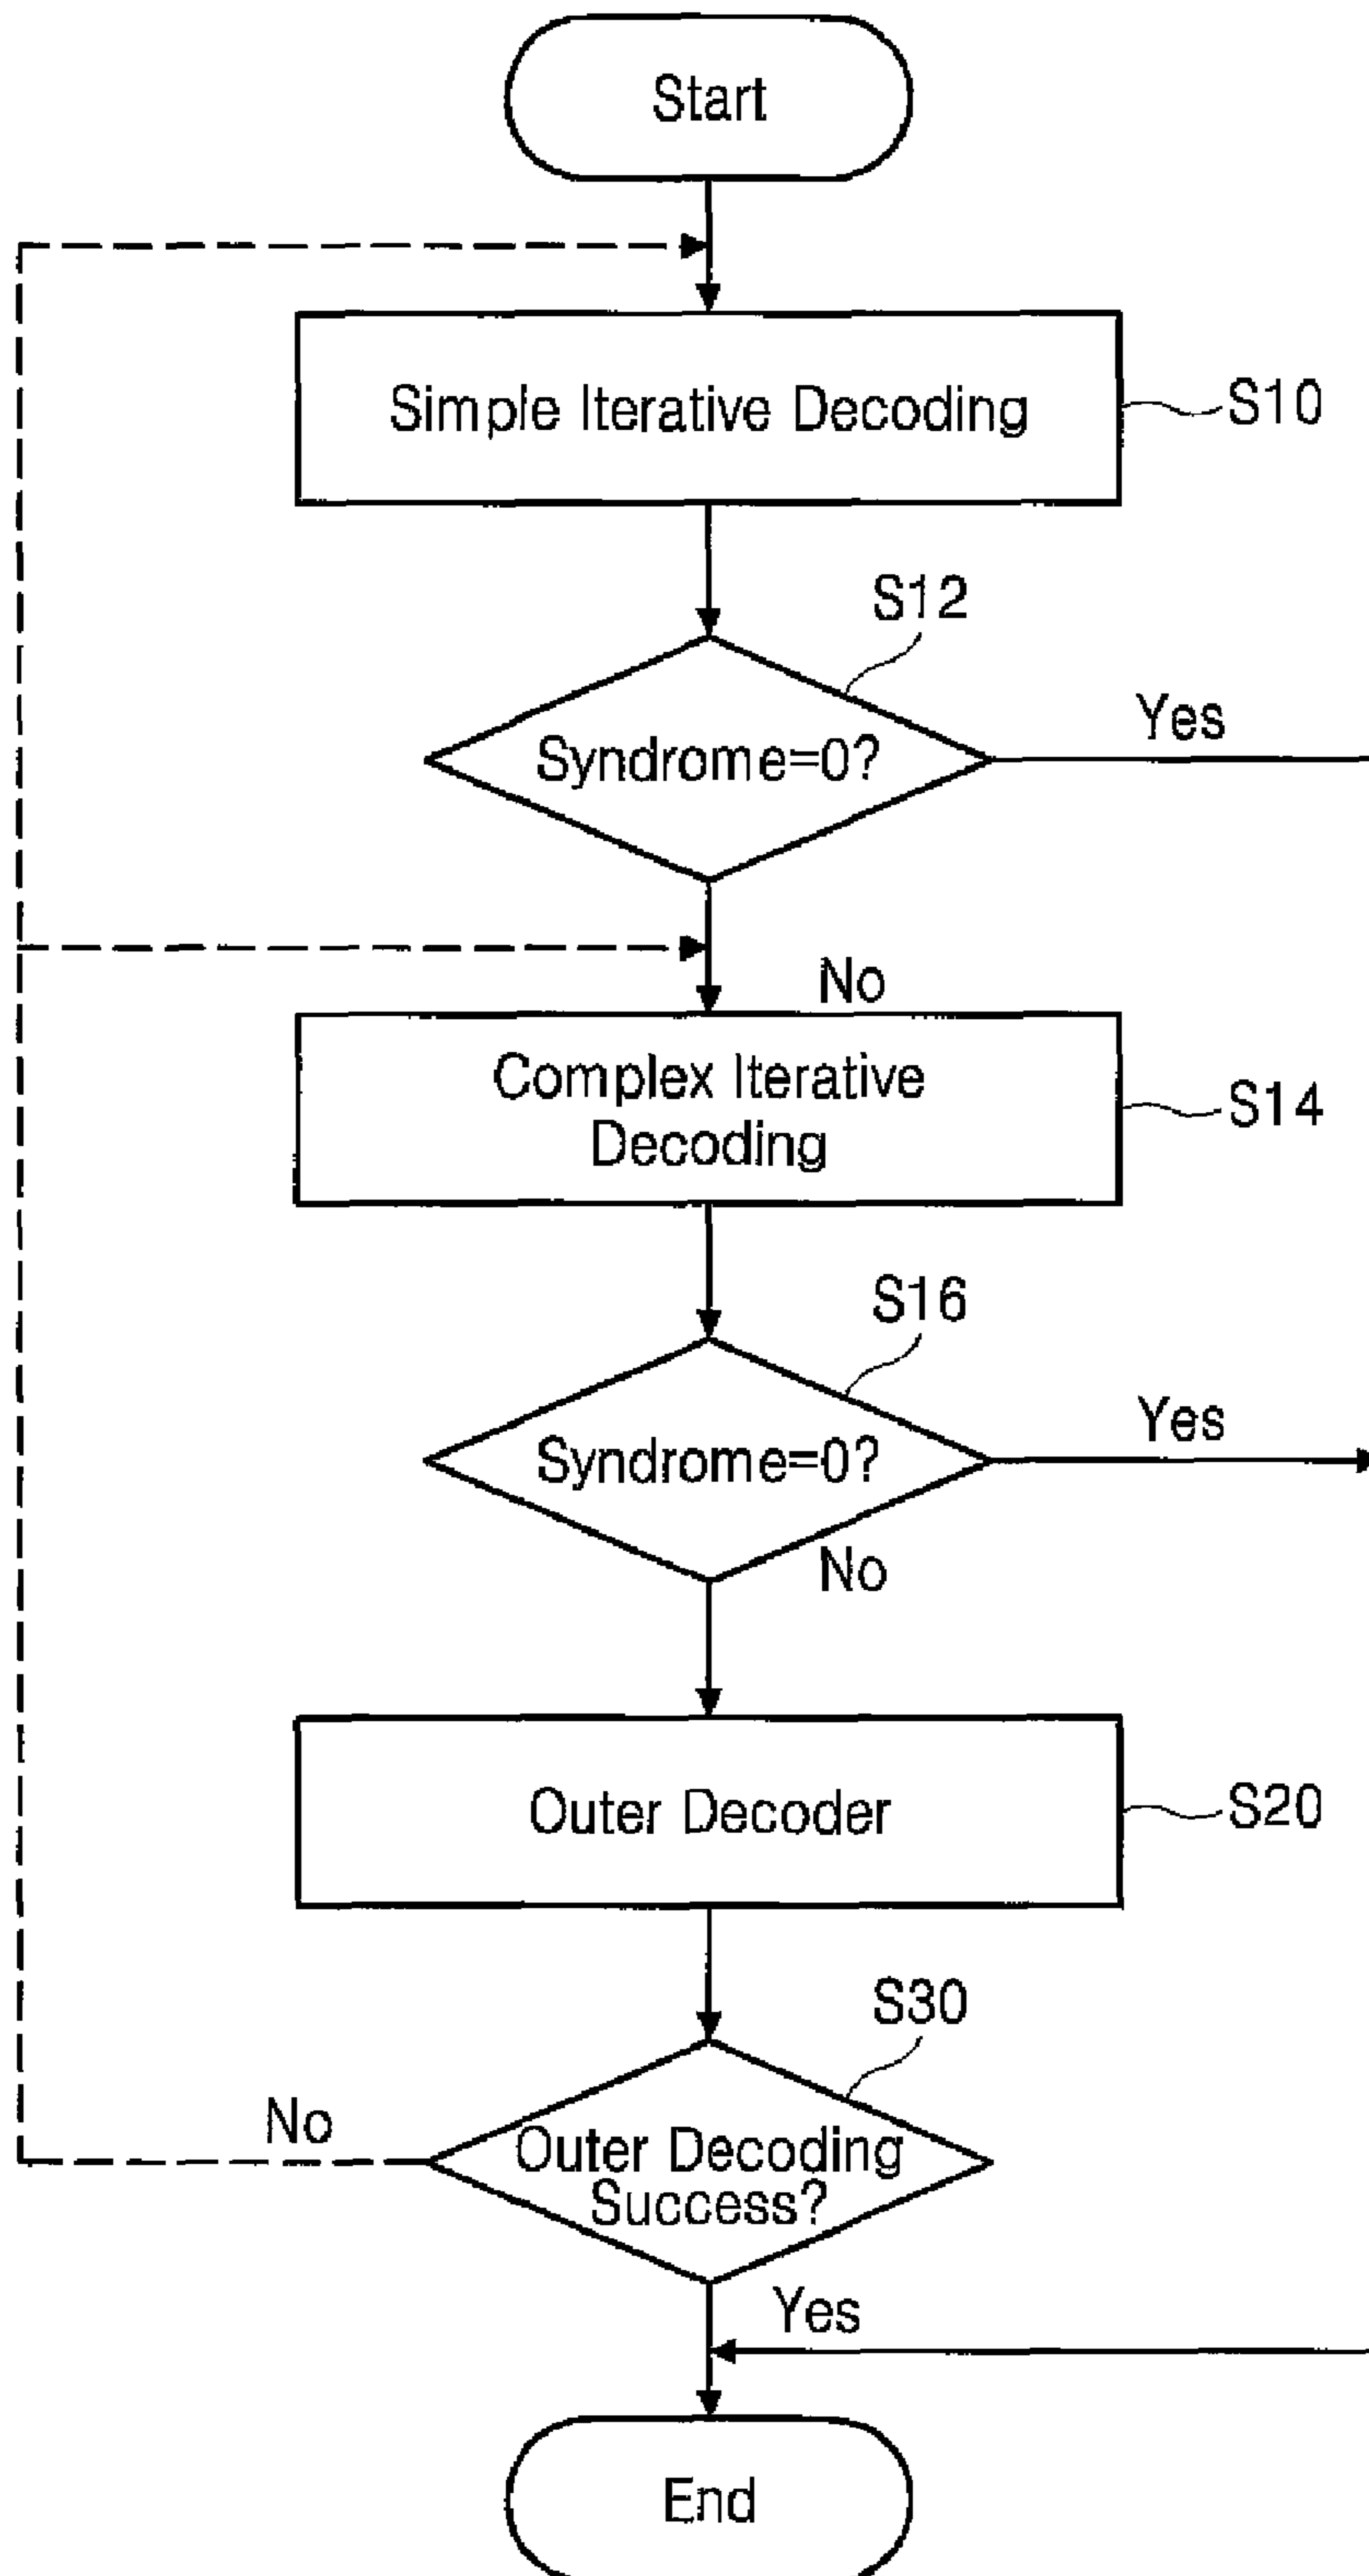 Start
Simple Iterative Decoding
S10
S12
Syndrome=0?
Yes
No
Complex Iterative
Decoding
S14
S16
Syndrome=0?
Yes
No
Outer Decoder
S20
S30
No
Outer Decoding
Success?
Yes
End